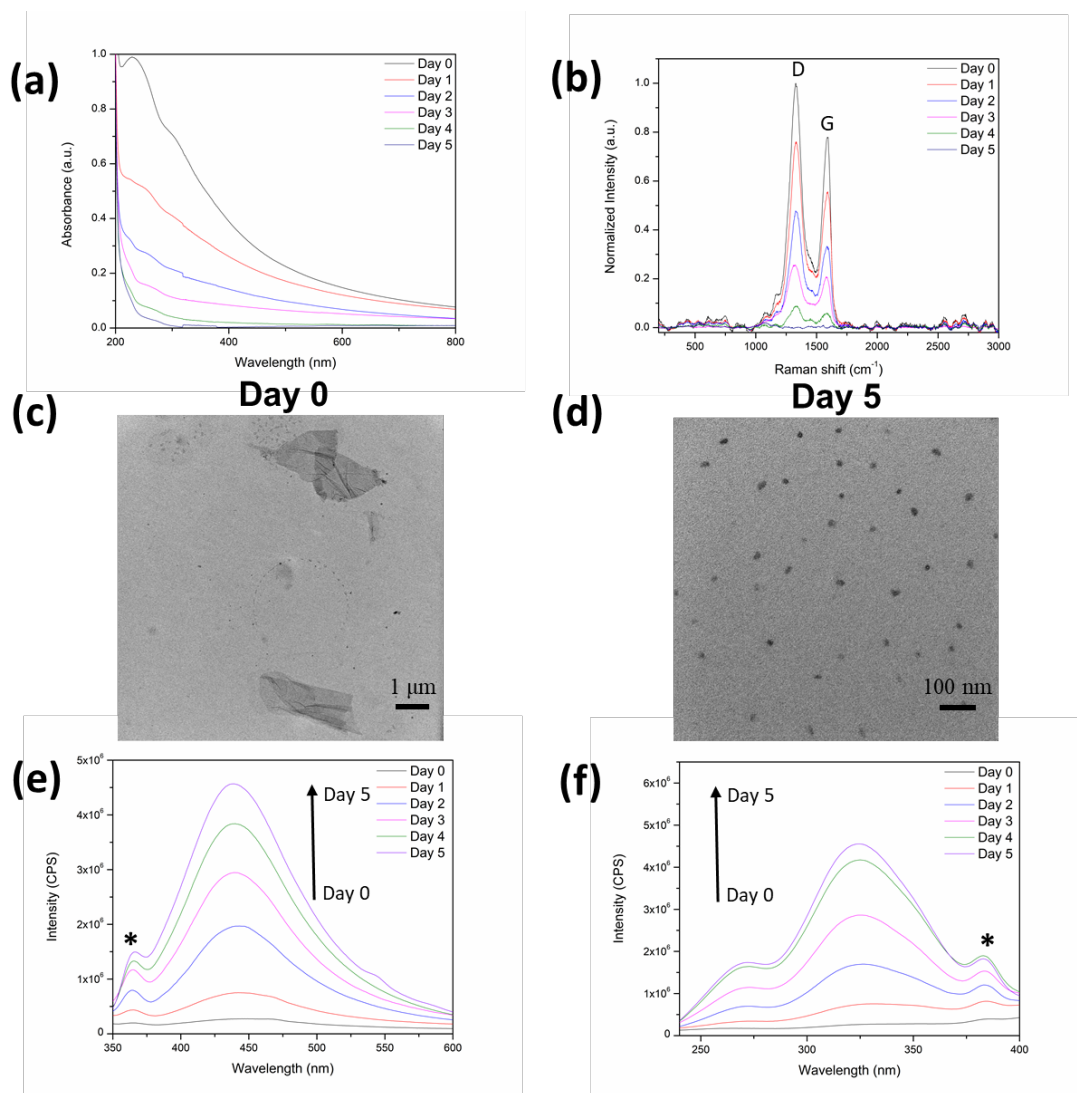 (a)
Absorbance (a.u.)
1.0
0.8
0.6
0.4
0.2
0.0
200
400
600
800
Wavelength (nm)
Day 0
Day 1
Day 2
Day 3
Day 4
Day 5
(b)
Normalized Intensity (a.u.)
1.0
0.8
0.6
0.4
0.2
0.0
500
1000
1500
2000
2500
3000
Raman shift (cm⁻¹)
D
G
Day 0
Day 1
Day 2
Day 3
Day 4
Day 5
(c)
Day 0
1 μm
(d)
Day 5
100 nm
(e)
Intensity (CPS)
5x10⁶
4x10⁶
3x10⁶
2x10⁶
1x10⁶
0
350
400
450
500
550
600
Wavelength (nm)
*
Day 5
Day 0
Day 0
Day 1
Day 2
Day 3
Day 4
Day 5
(f)
Intensity (CPS)
6x10⁶
5x10⁶
4x10⁶
3x10⁶
2x10⁶
1x10⁶
0
250
300
350
400
Wavelength (nm)
Day 5
Day 0
*
Day 0
Day 1
Day 2
Day 3
Day 4
Day 5